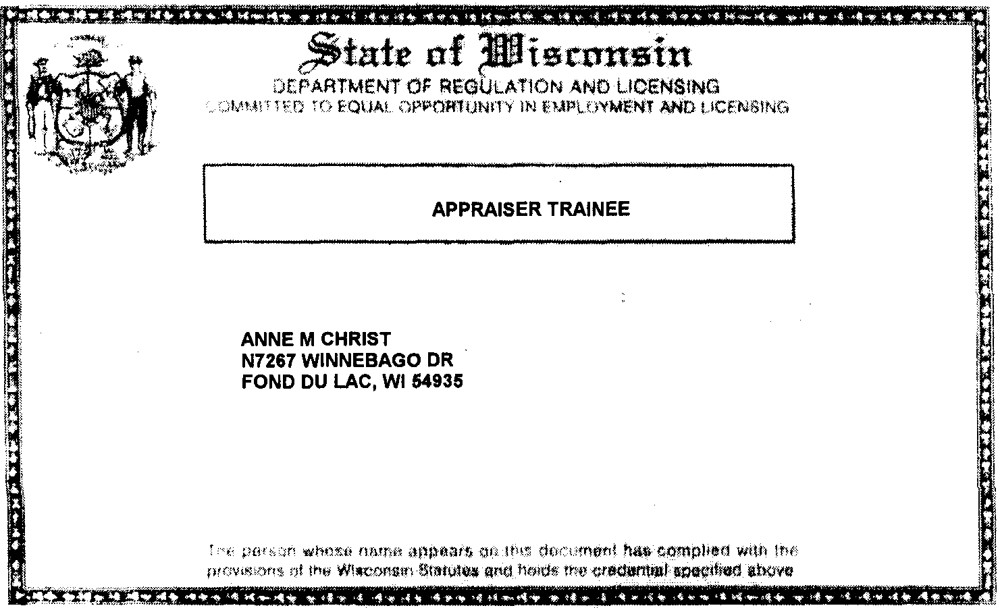 State of Wisconsin
DEPARTMENT OF REGULATION AND LICENSING
COMMITTED TO EQUAL OPPORTUNITY IN EMPLOYMENT AND LICENSING
APPRAISER TRAINEE
ANNE M CHRIST
N7267 WINNEBAGO DR
FOND DU LAC, WI 54935
The person whose name appears on this document has complied with the
provisions of the Wisconsin Statutes and holds the credential specified above